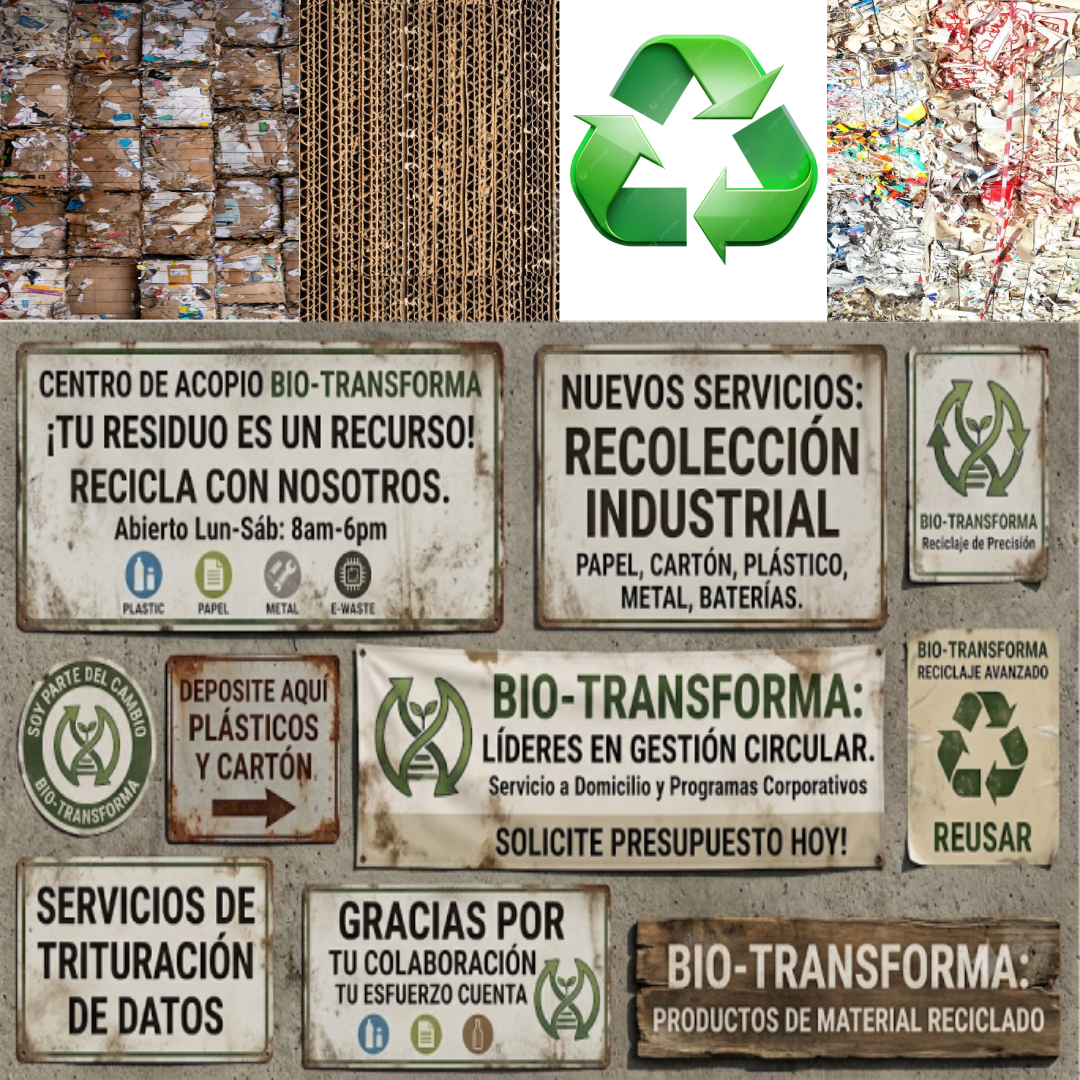 CENTRO DE ACOPIO BIO-TRANSFORMA
¡TU RESIDUO ES UN RECURSO!
RECICLA CON NOSOTROS.
Abierto Lun-Sáb: 8am-6pm
PLASTIC PAPEL METAL E-WASTE
NUEVOS SERVICIOS:
RECOLECCIÓN
INDUSTRIAL
PAPEL, CARTÓN, PLÁSTICO,
METAL, BATERÍAS.
BIO-TRANSFORMA
Reciclaje de Precisión
SOY PARTE DEL CAMBIO
BIO-TRANSFORMA
DEPOSITE AQUÍ
PLÁSTICOS
Y CARTÓN
BIO-TRANSFORMA:
LÍDERES EN GESTIÓN CIRCULAR.
Servicio a Domicilio y Programas Corporativos
SOLICITE PRESUPUESTO HOY!
BIO-TRANSFORMA
RECICLAJE AVANZADO
REUSAR
SERVICIOS DE
TRITURACIÓN
DE DATOS
GRACIAS POR
TU COLABORACIÓN
TU ESFUERZO CUENTA
BIO-TRANSFORMA:
PRODUCTOS DE MATERIAL RECICLADO